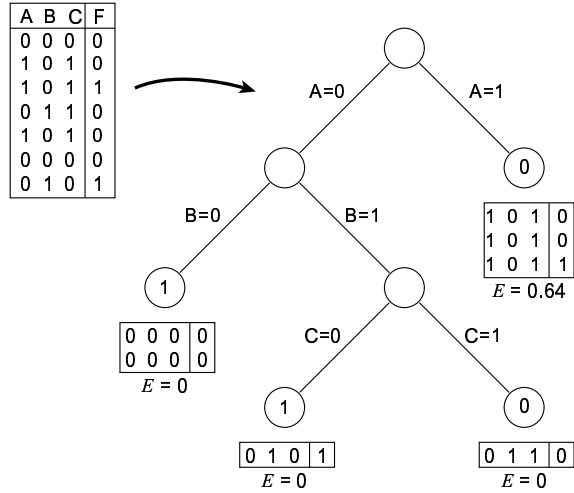 A B C F
0 0 0 0
1 0 1 0
1 0 1 1
0 1 1 0
1 0 1 0
0 0 0 0
0 1 0 1
A=0
A=1
B=0
B=1
0
1 0 1 0
1 0 1 0
1 0 1 1
E = 0.64
1
0 0 0 0
0 0 0 0
E = 0
C=0
C=1
1
0 1 0 1
E = 0
0
0 1 1 0
E = 0